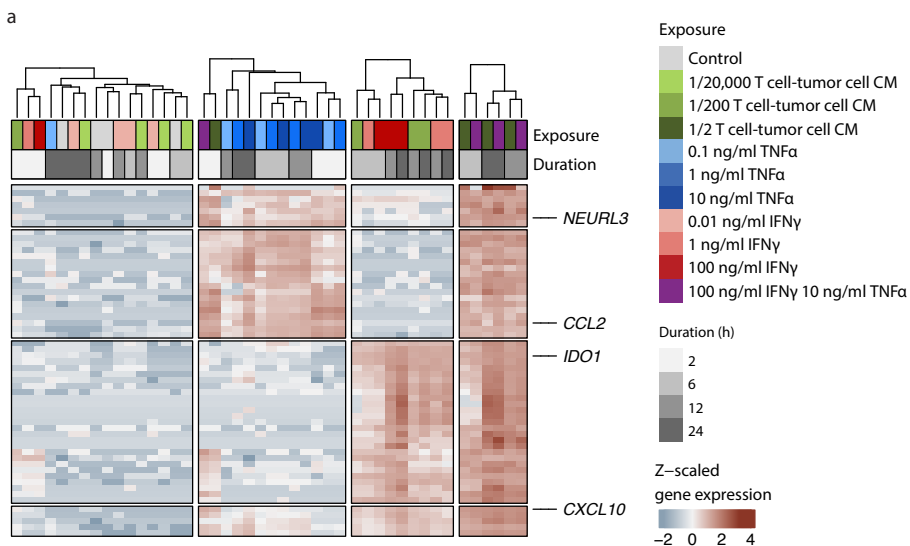 a
Exposure
Duration
NEURL3
CCL2
IDO1
CXCL10
Exposure
Control
1/20,000 T cell-tumor cell CM
1/200 T cell-tumor cell CM
1/2 T cell-tumor cell CM
0.1 ng/ml TNFα
1 ng/ml TNFα
10 ng/ml TNFα
0.01 ng/ml IFNγ
1 ng/ml IFNγ
100 ng/ml IFNγ
100 ng/ml IFNγ 10 ng/ml TNFα
Duration (h)
2
6
12
24
Z−scaled
gene expression
−2 0 2 4